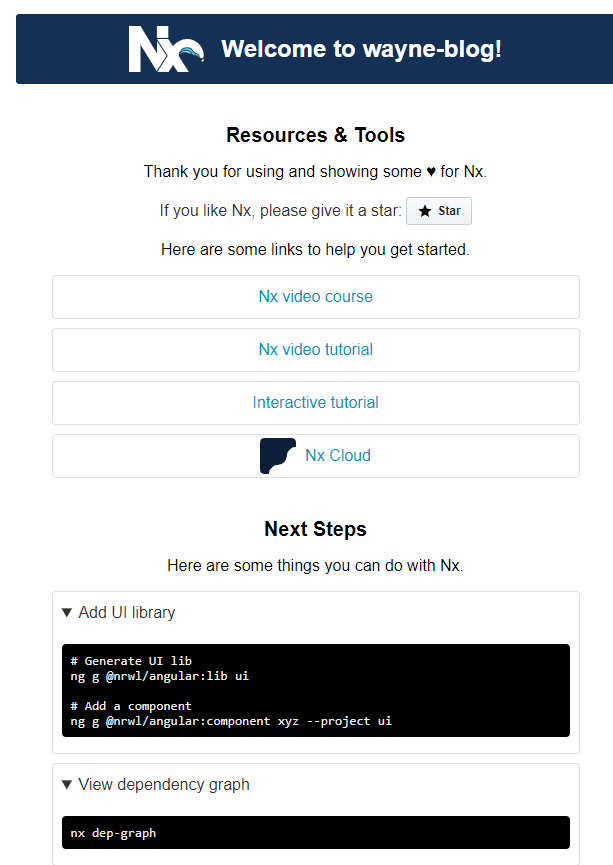 Nx Welcome to wayne-blog!
Resources & Tools
Thank you for using and showing some ♥ for Nx.
If you like Nx, please give it a star: ★ Star
Here are some links to help you get started.
Nx video course
Nx video tutorial
Interactive tutorial
Nx Cloud
Next Steps
Here are some things you can do with Nx.
▼ Add UI library
# Generate UI lib
ng g @nrwl/angular:lib ui
# Add a component
ng g @nrwl/angular:component xyz --project ui
▼ View dependency graph
nx dep-graph